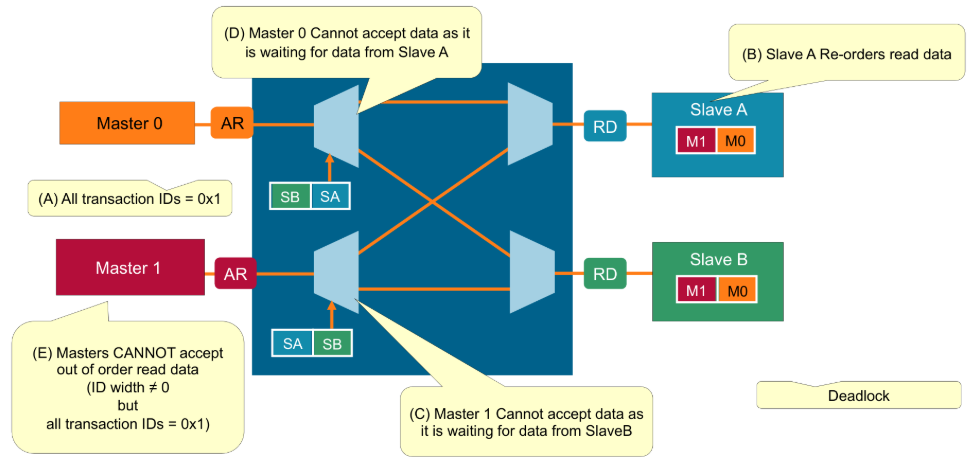 (D) Master 0 Cannot accept data as it
is waiting for data from Slave A
(B) Slave A Re-orders read data
Master 0
AR
RD
Slave A
M1 M0
SB SA
(A) All transaction IDs = 0x1
Master 1
AR
RD
Slave B
M1 M0
SA SB
(E) Masters CANNOT accept
out of order read data
(ID width ≠ 0
but
all transaction IDs = 0x1)
(C) Master 1 Cannot accept data as
it is waiting for data from SlaveB
Deadlock